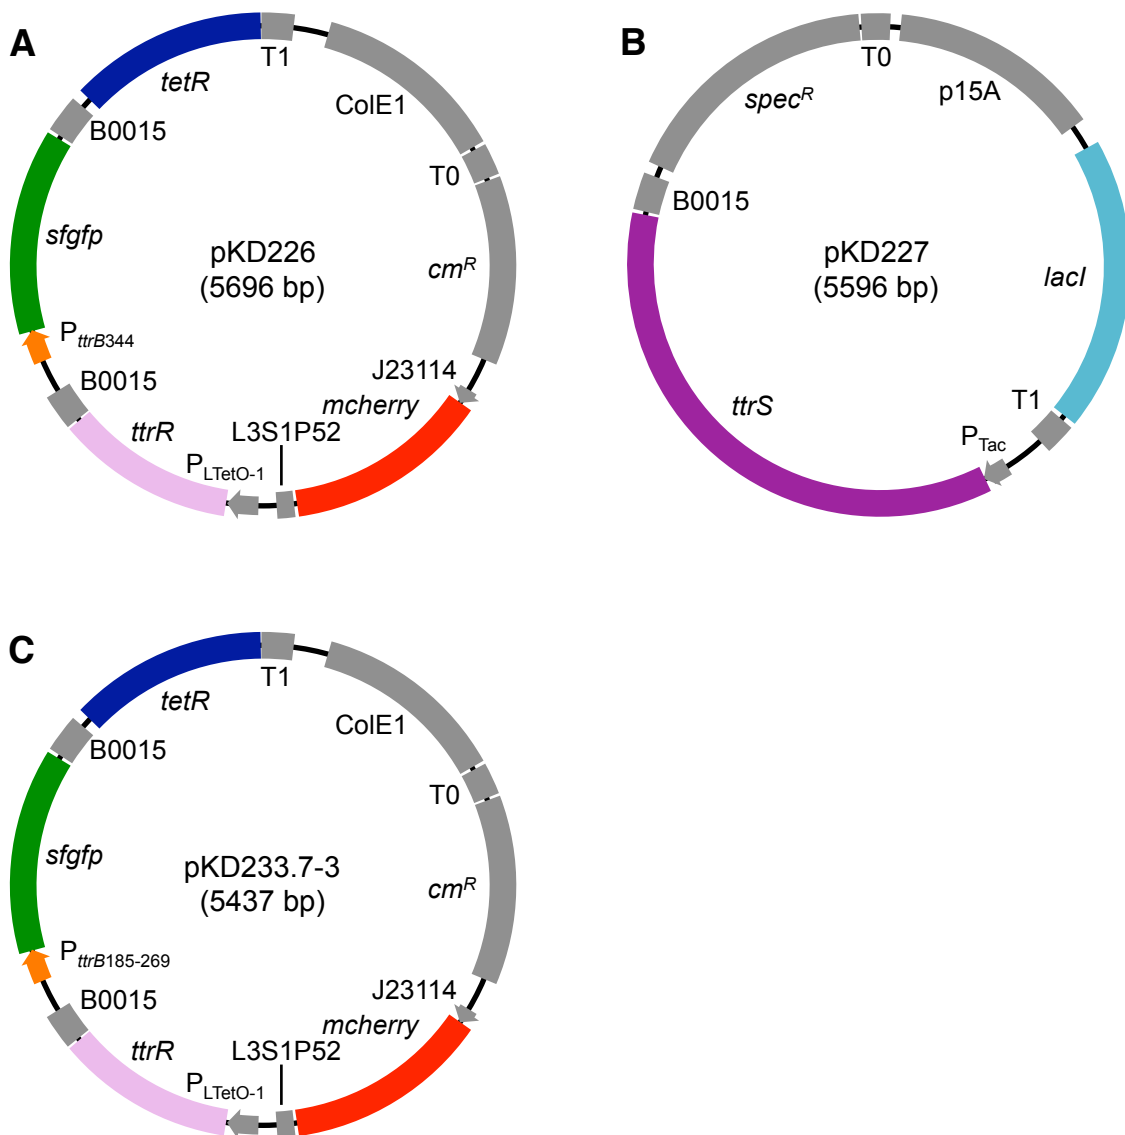 A
T1
tetR
ColE1
B0015
T0
sfgfp
pKD226
(5696 bp)
cmR
PttrB344
J23114
B0015
mcherry
ttrR
L3S1P52
PLTetO-1
B
T0
specR
p15A
B0015
pKD227
(5596 bp)
lacI
ttrS
T1
PTac
C
T1
tetR
ColE1
B0015
T0
sfgfp
pKD233.7-3
(5437 bp)
cmR
PttrB185-269
J23114
B0015
mcherry
ttrR
L3S1P52
PLTetO-1